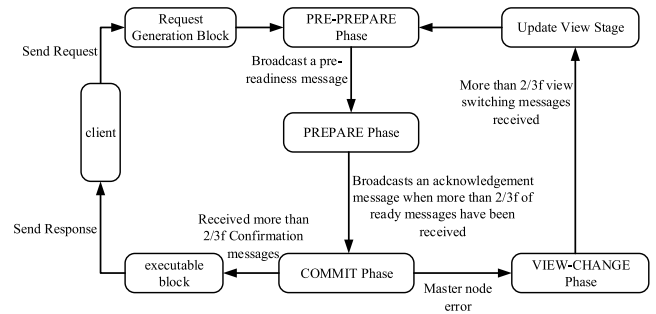 Request
Generation Block
PRE-PREPARE
Phase
Update View Stage
Send Request
Broadcast a pre-
readiness message
More than 2/3f view
switching messages
received
client
PREPARE Phase
Broadcasts an acknowledgement
message when more than 2/3f of
ready messages have been
received
Send Response
Received more than
2/3f Confirmation
messages
executable
block
COMMIT Phase
Master node
error
VIEW-CHANGE
Phase